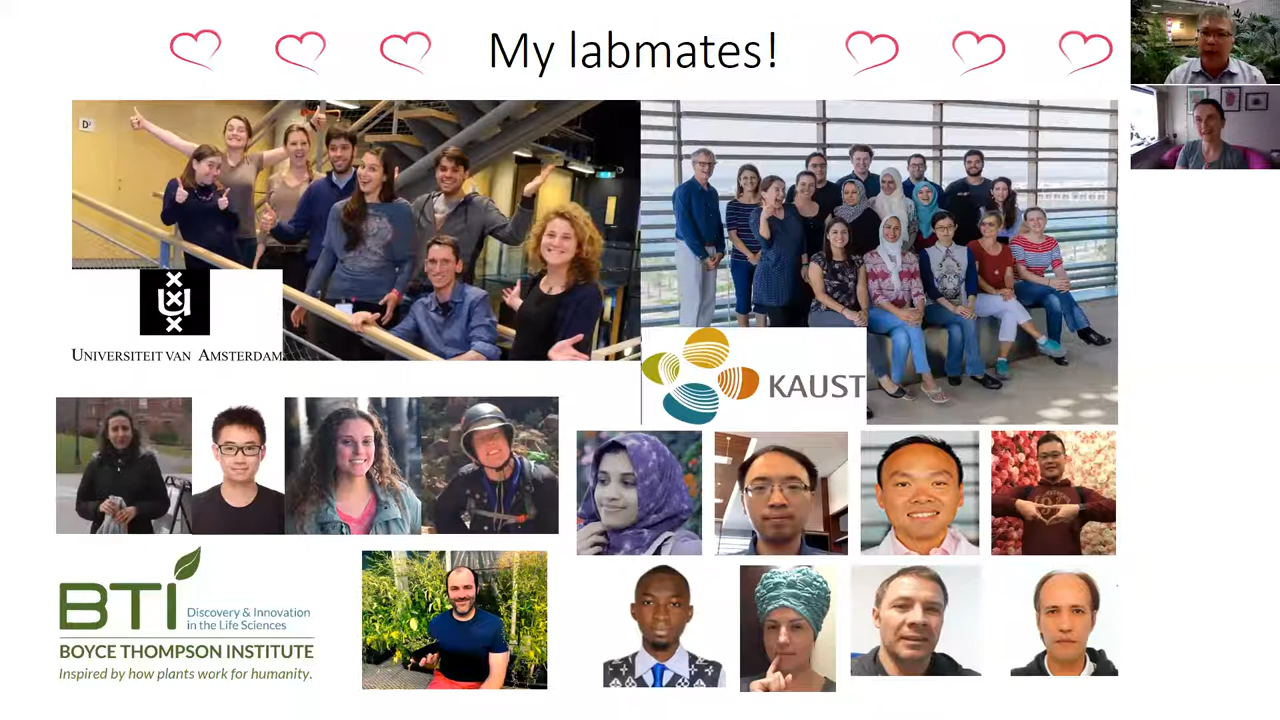 My labmates!
D
UNIVERSITEIT VAN AMSTERDAM
KAUST
BTI
Discovery & Innovation
in the Life Sciences
BOYCE THOMPSON INSTITUTE
Inspired by how plants work for humanity.